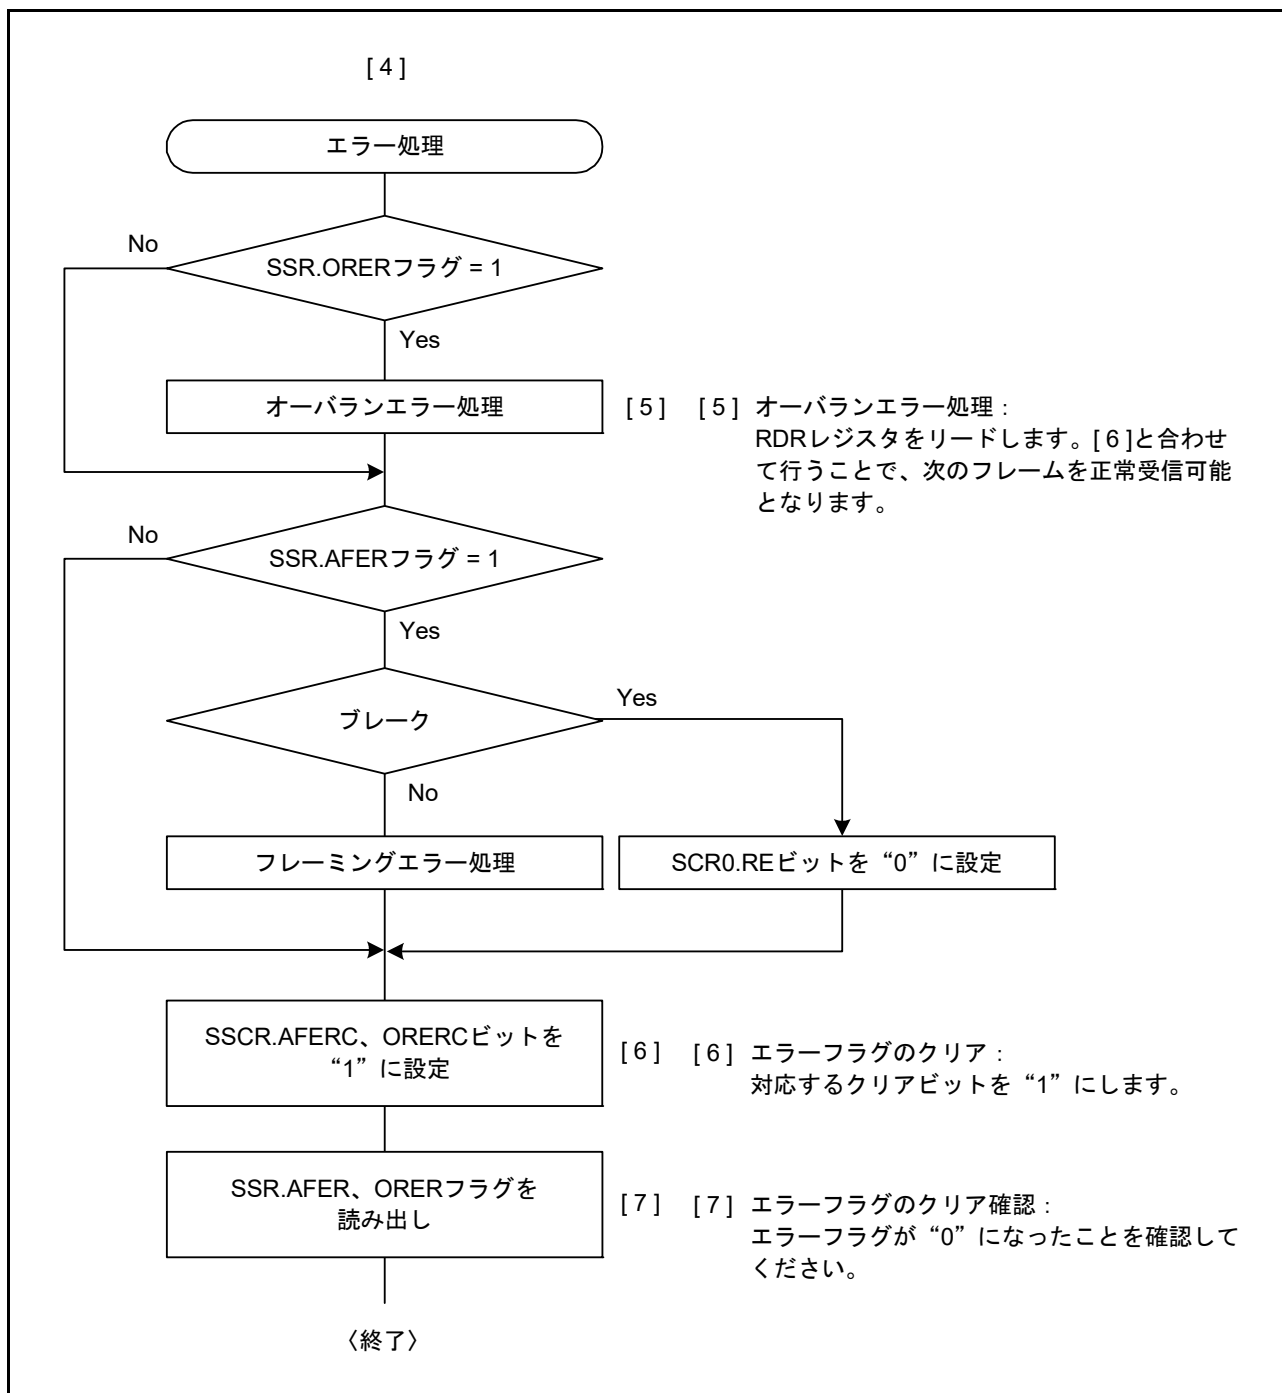 [ 4 ]
エラー処理
No
SSR.ORERフラグ = 1
Yes
オーバランエラー処理
[ 5 ]
[ 5 ] オーバランエラー処理：
RDRレジスタをリードします。[ 6 ]と合わせ
て行うことで、次のフレームを正常受信可能
となります。
No
SSR.AFERフラグ = 1
Yes
ブレーク
Yes
No
フレーミングエラー処理
SCR0.REビットを“0”に設定
SSCR.AFERC、ORERCビットを
“1”に設定
[ 6 ]
[ 6 ] エラーフラグのクリア：
対応するクリアビットを“1”にします。
SSR.AFER、ORERフラグを
読み出し
[ 7 ]
[ 7 ] エラーフラグのクリア確認：
エラーフラグが“0”になったことを確認して
ください。
〈終了〉